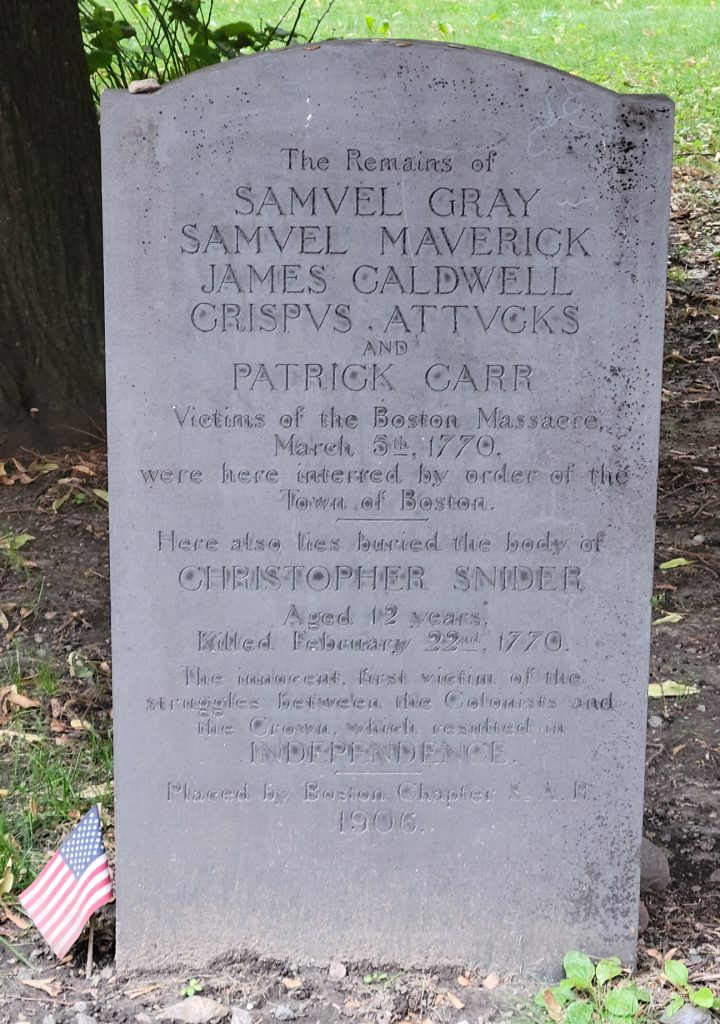 The Remains of
SAMVEL GRAY
SAMVEL MAVERICK
JAMES CALDWELL
CRISPVS . ATTVCKS
AND
PATRICK CARR
Victims of the Boston Massacre,
March 5th, 1770,
were here interred by order of the
Town of Boston.
Here also lies buried the body of
CHRISTOPHER SNIDER
Aged 12 years,
Killed February 22nd, 1770.
The innocent, first victim of the
struggles between the Colonists and
the Crown, which resulted in
INDEPENDENCE.
Placed by Boston Chapter S. A. R.
1906.